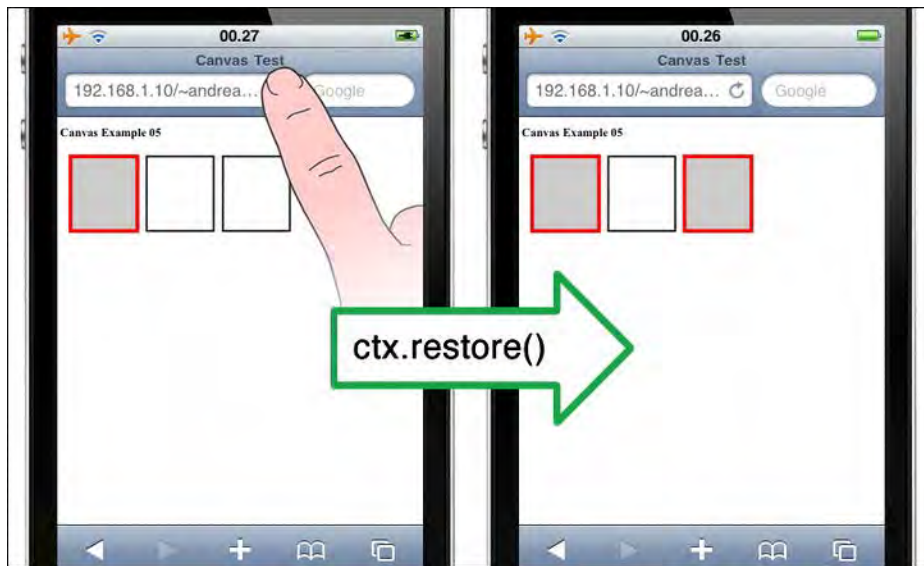 00.27
Canvas Test
192.168.1.10/~andrea...
Google
Canvas Example 05
00.26
Canvas Test
192.168.1.10/~andrea...
Google
Canvas Example 05
ctx.restore()